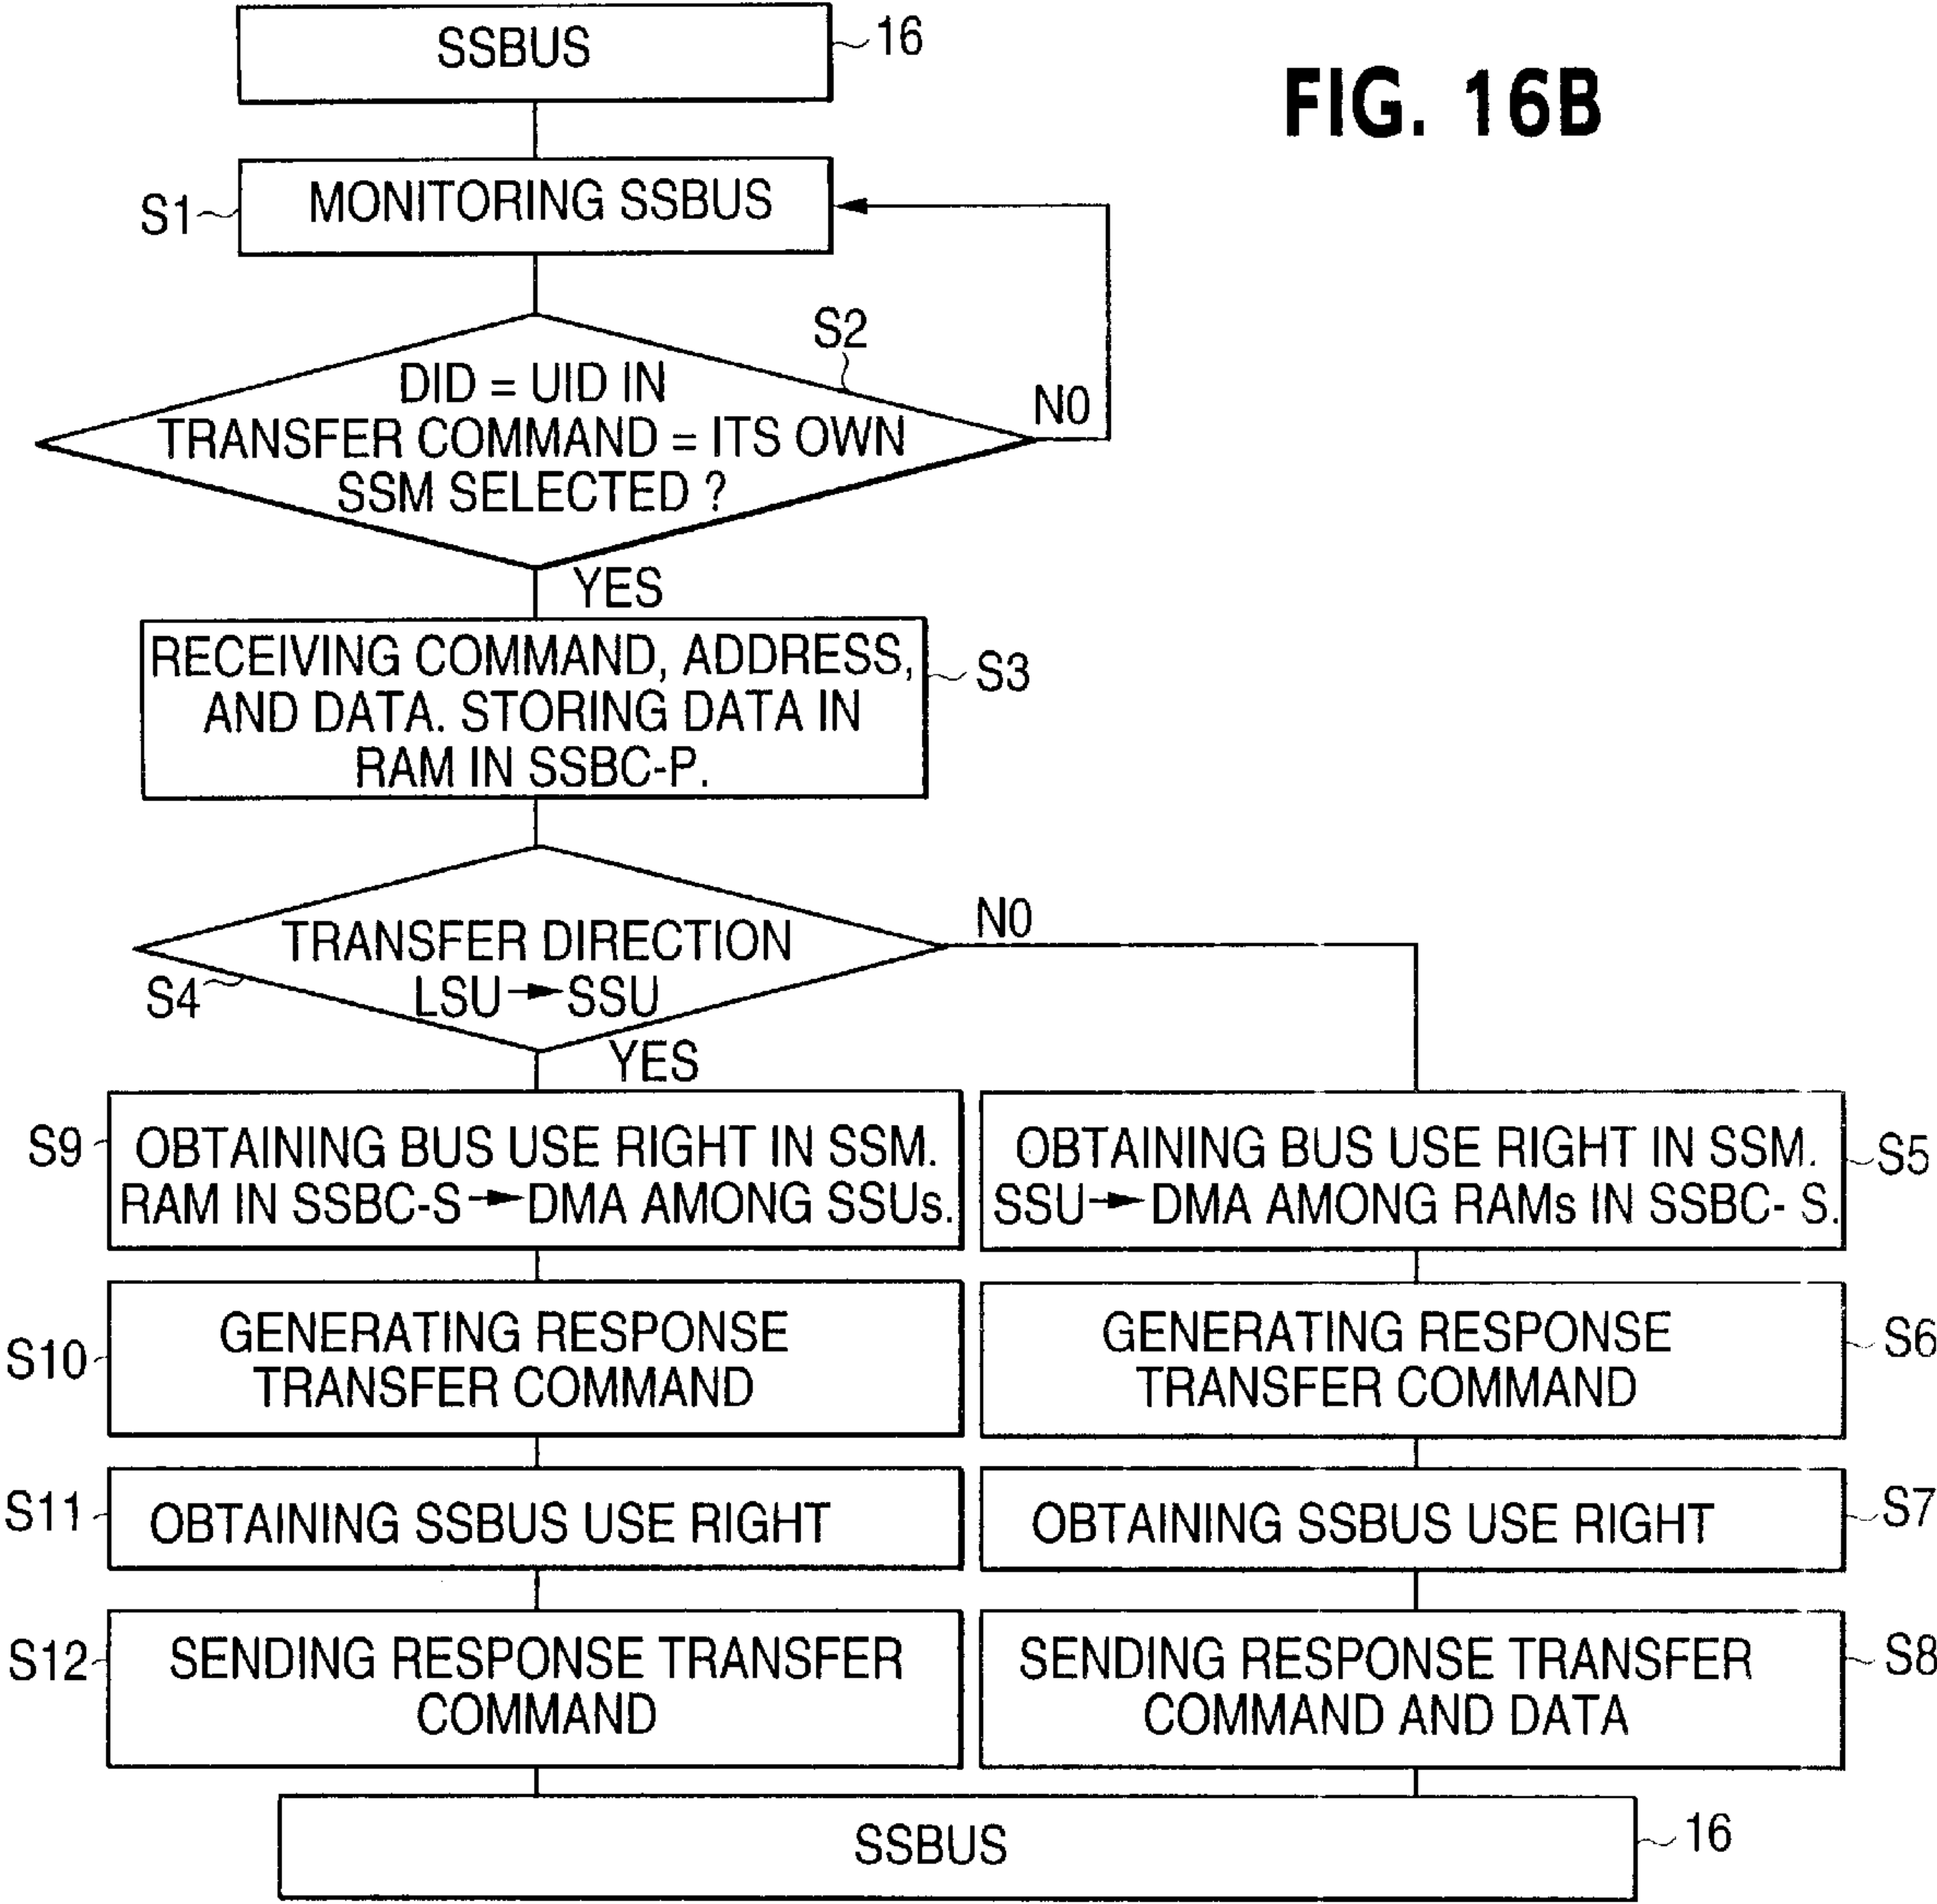 SSBUS
16
FIG. 16B
S1
MONITORING SSBUS
S2
DID = UID IN
TRANSFER COMMAND = ITS OWN
SSM SELECTED ?
N0
YES
RECEIVING COMMAND, ADDRESS,
AND DATA. STORING DATA IN
RAM IN SSBC-P.
S3
TRANSFER DIRECTION
LSU → SSU
S4
N0
YES
S9
OBTAINING BUS USE RIGHT IN SSM.
RAM IN SSBC-S → DMA AMONG SSUs.
OBTAINING BUS USE RIGHT IN SSM.
SSU → DMA AMONG RAMs IN SSBC- S.
S5
S10
GENERATING RESPONSE
TRANSFER COMMAND
GENERATING RESPONSE
TRANSFER COMMAND
S6
S11
OBTAINING SSBUS USE RIGHT
OBTAINING SSBUS USE RIGHT
S7
S12
SENDING RESPONSE TRANSFER
COMMAND
SENDING RESPONSE TRANSFER
COMMAND AND DATA
S8
SSBUS
16